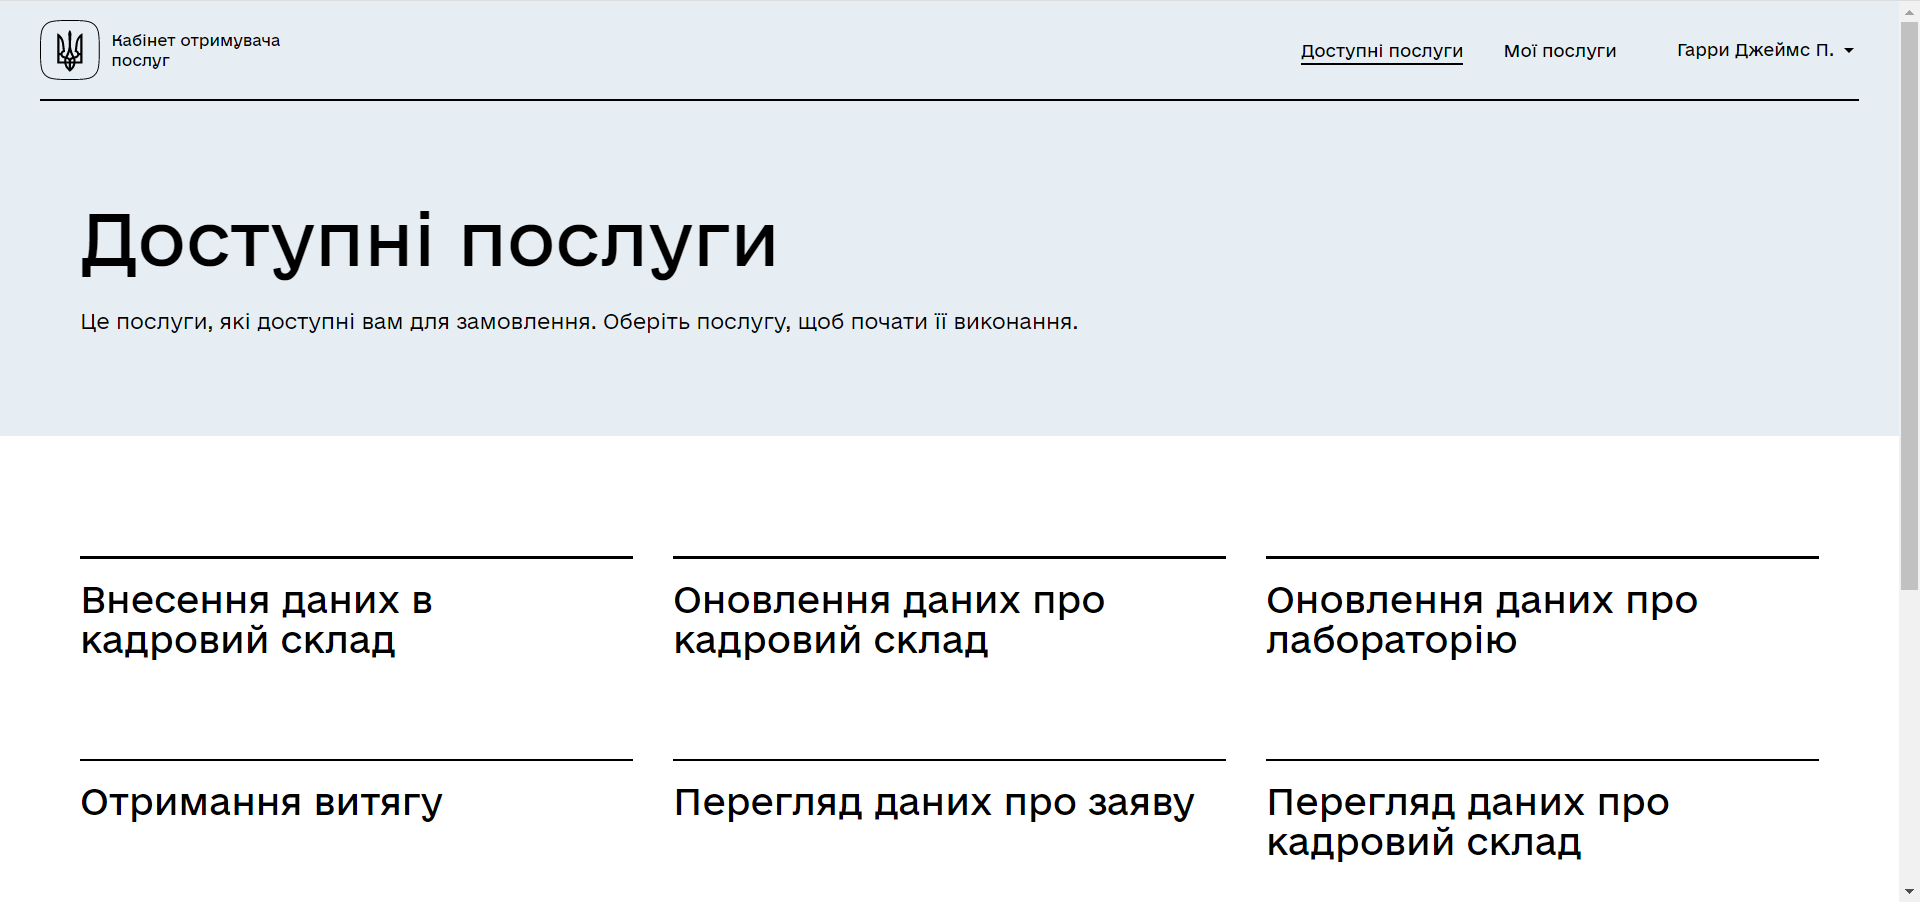 Кабінет отримувача
послуг
Доступні послуги
Мої послуги
Гарри Джеймс П.
Доступні послуги
Це послуги, які доступні вам для замовлення. Оберіть послугу, щоб почати її виконання.
Внесення даних в
кадровий склад
Оновлення даних про
кадровий склад
Оновлення даних про
лабораторію
Отримання витягу
Перегляд даних про заяву
Перегляд даних про
кадровий склад